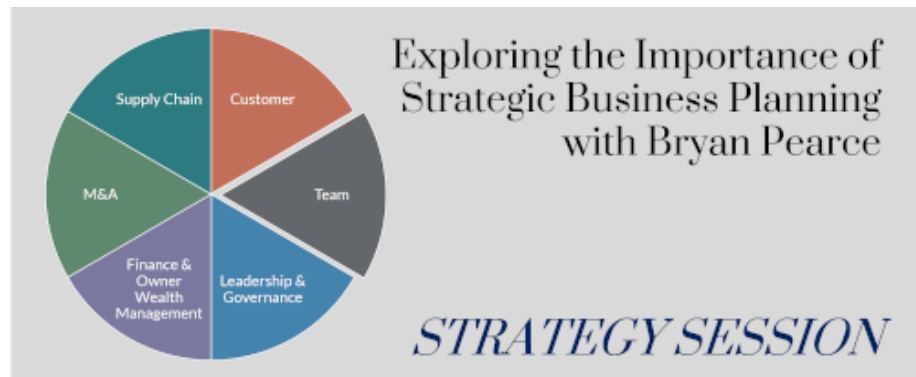 Exploring the Importance of
Strategic Business Planning
with Bryan Pearce
Supply Chain
Customer
M&A
Team
Finance &
Owner
Wealth
Management
Leadership &
Governance
STRATEGY SESSION